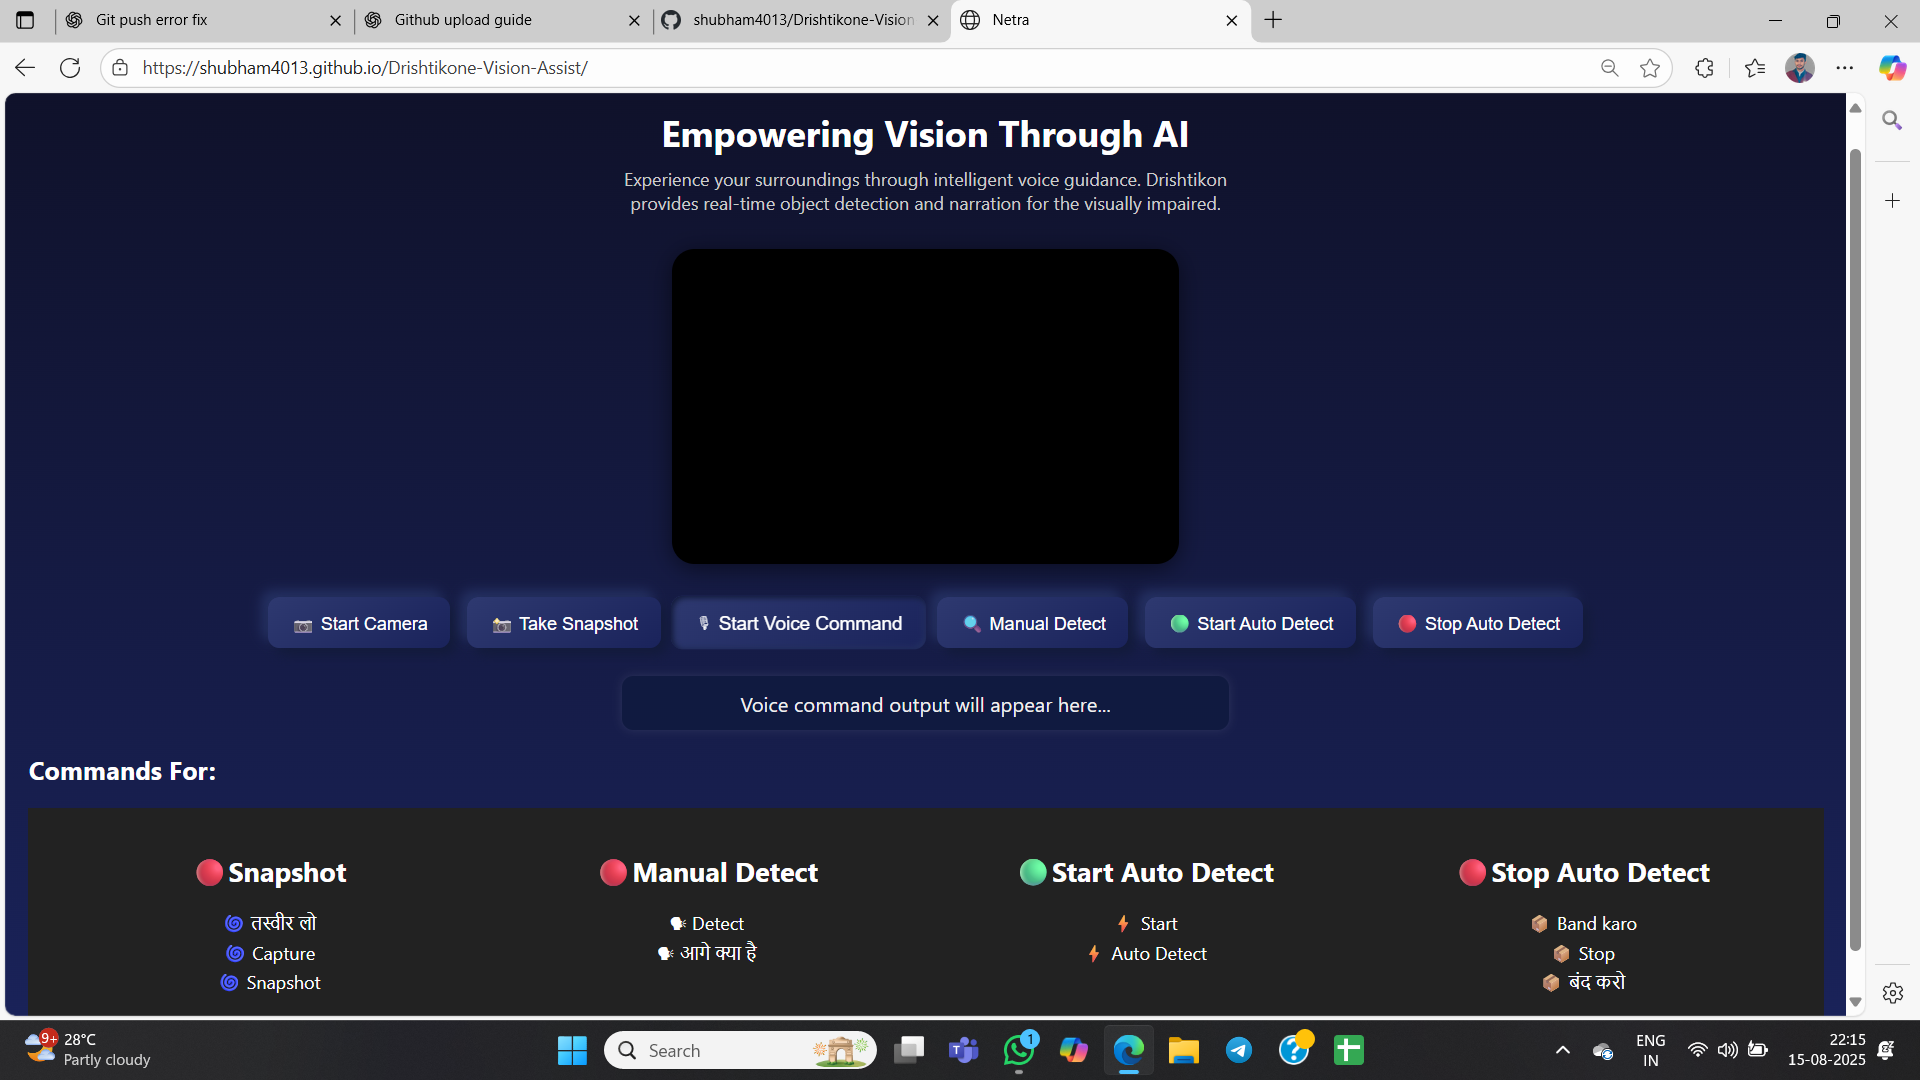 Git push error fix
Github upload guide
shubham4013/Drishtikone-Vision
Netra
https://shubham4013.github.io/Drishtikone-Vision-Assist/
Empowering Vision Through AI
Experience your surroundings through intelligent voice guidance. Drishtikon
provides real-time object detection and narration for the visually impaired.
Start Camera
Take Snapshot
Start Voice Command
Manual Detect
Start Auto Detect
Stop Auto Detect
Voice command output will appear here...
Commands For:
Snapshot
तस्वीर लो
Capture
Snapshot
Manual Detect
Detect
आगे क्या है
Start Auto Detect
Start
Auto Detect
Stop Auto Detect
Band karo
Stop
बंद करो
9+
28°C
Partly cloudy
Search
1
ENG
IN
22:15
15-08-2025